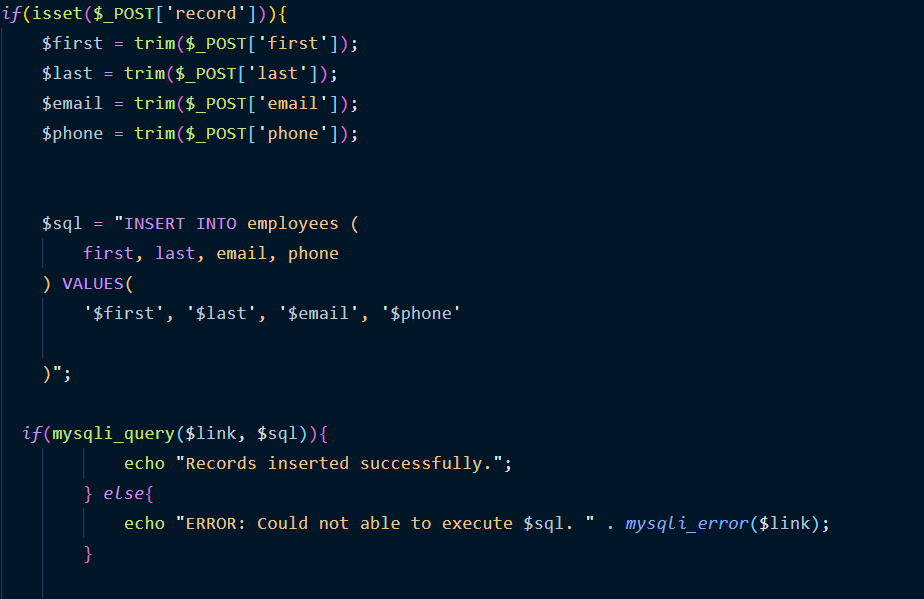 if(isset($_POST['record'])){
$first = trim($_POST['first']);
$last = trim($_POST['last']);
$email = trim($_POST['email']);
$phone = trim($_POST['phone']);
$sql = "INSERT INTO employees (
first, last, email, phone
) VALUES(
'$first', '$last', '$email', '$phone'
)";
if(mysqli_query($link, $sql)){
echo "Records inserted successfully.";
} else{
echo "ERROR: Could not able to execute $sql. " . mysqli_error($link);
}